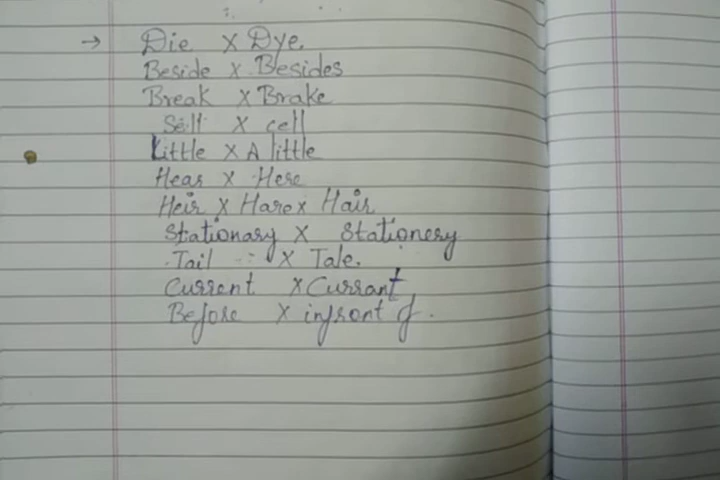 → Die X Dye.
Beside X Besides
Break X Brake
Sell X cell
Little X A little
Hear X Here
Heir X Hare X Hair
Stationary X Stationery
Tail X Tale.
Current X Currant
Before X infront of.